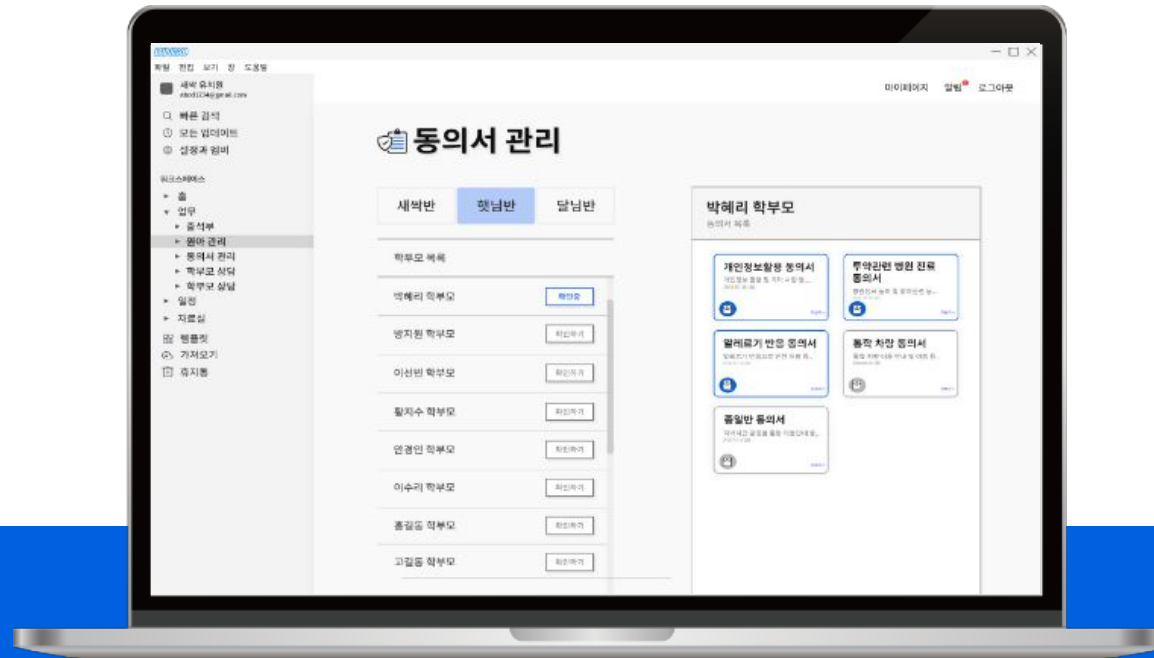 파일 편집 보기 창 도움말
새싹 유치원
마이페이지 알림 로그아웃
빠른 검색
모든 업데이트
설정과 멤버
워크스페이스
홈
업무
출석부
원아 관리
동의서 관리
학부모 상담
학부모 상담
일정
자료실
템플릿
가져오기
휴지통
동의서 관리
새싹반 햇님반 달님반
학부모 목록
박혜리 학부모 확인중
방지원 학부모 확인하기
이선빈 학부모 확인하기
황지수 학부모 확인하기
안경인 학부모 확인하기
이수리 학부모 확인하기
홍길동 학부모 확인하기
고길동 학부모 확인하기
박혜리 학부모
동의서 목록
개인정보활용 동의서
투약관련 병원 진료
동의서
알레르기 반응 동의서
통학 차량 동의서
종일반 동의서